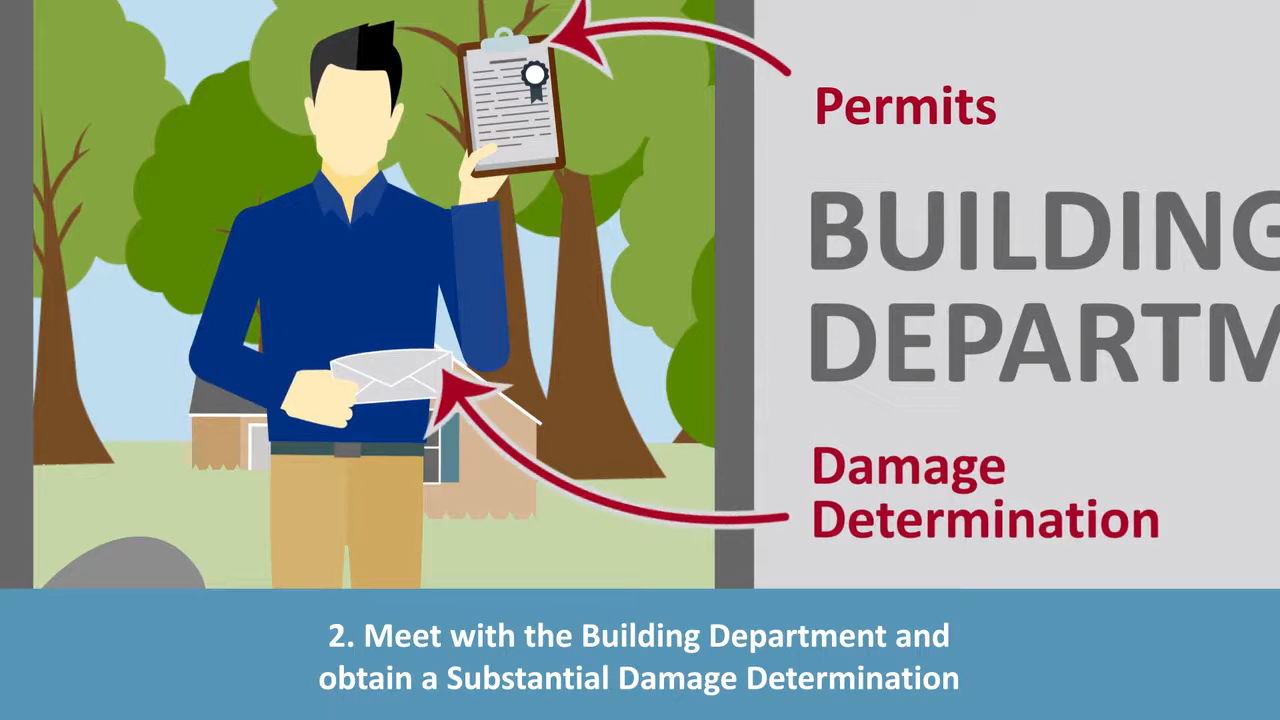 Permits
BUILDING
DEPARTM
Damage
Determination
2. Meet with the Building Department and
obtain a Substantial Damage Determination